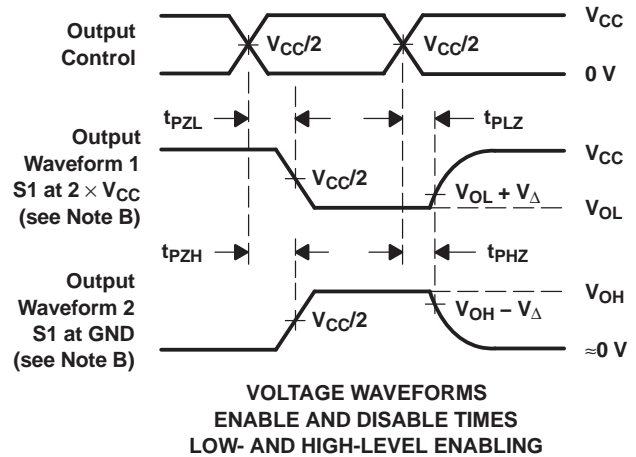 Output
Control
V_CC/2
V_CC/2
V_CC
0 V
t_PZL
t_PLZ
Output
Waveform 1
S1 at 2 × V_CC
(see Note B)
V_CC/2
V_CC
V_OL + V_Δ
V_OL
t_PZH
t_PHZ
Output
Waveform 2
S1 at GND
(see Note B)
V_CC/2
V_OH
V_OH − V_Δ
≈0 V
VOLTAGE WAVEFORMS
ENABLE AND DISABLE TIMES
LOW- AND HIGH-LEVEL ENABLING